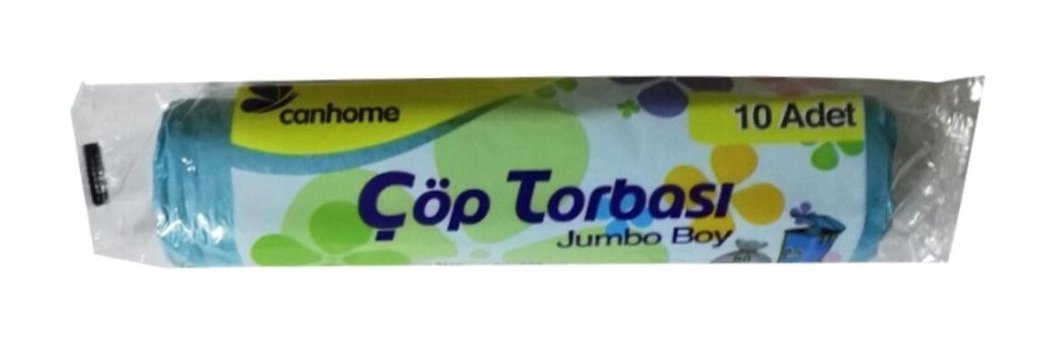 canhome
10 Adet
Çöp Torbası
Jumbo Boy